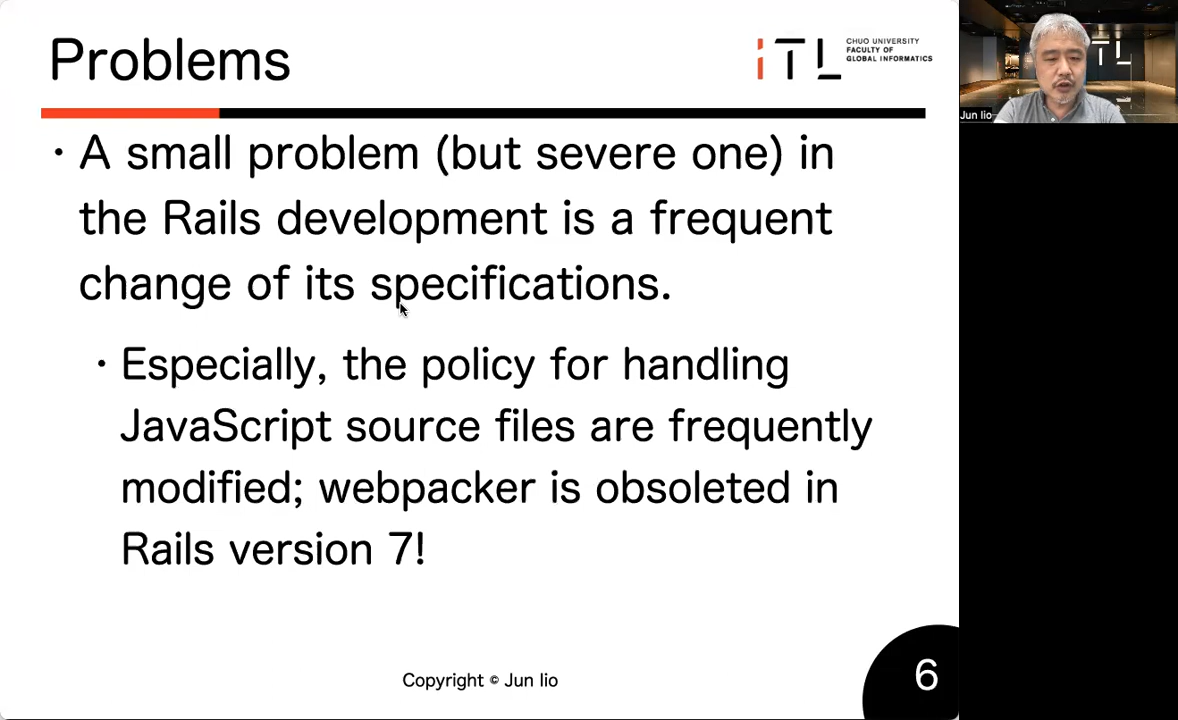 Problems
iTL
CHUO UNIVERSITY
FACULTY OF
GLOBAL INFORMATICS
• A small problem (but severe one) in
the Rails development is a frequent
change of its specifications.
• Especially, the policy for handling
JavaScript source files are frequently
modified; webpacker is obsoleted in
Rails version 7!
Copyright © Jun Iio
6
TL
Jun Iio